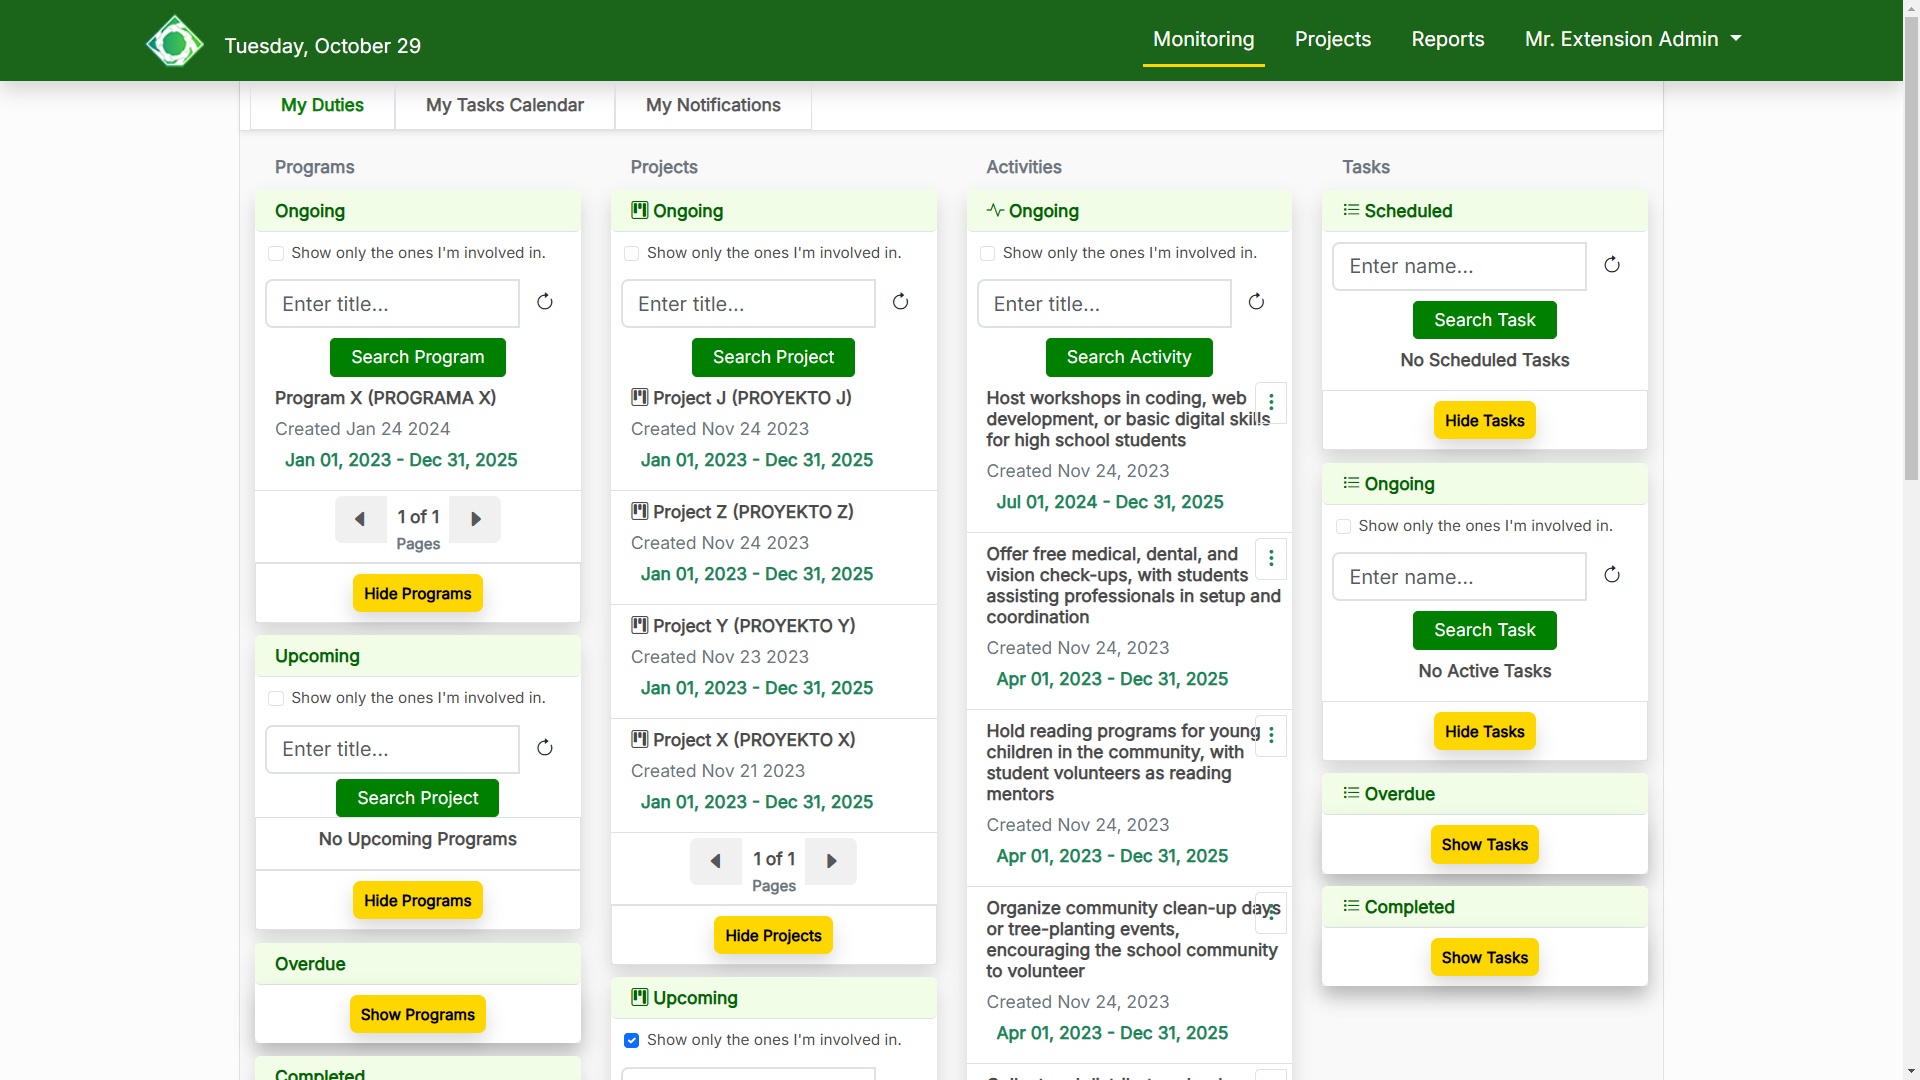 Tuesday, October 29
Monitoring
Projects
Reports
Mr. Extension Admin
My Duties
My Tasks Calendar
My Notifications
Programs
Ongoing
Show only the ones I'm involved in.
Enter title...
Search Program
Program X (PROGRAMA X)
Created Jan 24 2024
Jan 01, 2023 - Dec 31, 2025
1 of 1
Pages
Hide Programs
Upcoming
Show only the ones I'm involved in.
Enter title...
Search Project
No Upcoming Programs
Hide Programs
Overdue
Show Programs
Completed
Projects
Ongoing
Show only the ones I'm involved in.
Enter title...
Search Project
Project J (PROYEKTO J)
Created Nov 24 2023
Jan 01, 2023 - Dec 31, 2025
Project Z (PROYEKTO Z)
Created Nov 24 2023
Jan 01, 2023 - Dec 31, 2025
Project Y (PROYEKTO Y)
Created Nov 23 2023
Jan 01, 2023 - Dec 31, 2025
Project X (PROYEKTO X)
Created Nov 21 2023
Jan 01, 2023 - Dec 31, 2025
1 of 1
Pages
Hide Projects
Upcoming
Show only the ones I'm involved in.
Activities
Ongoing
Show only the ones I'm involved in.
Enter title...
Search Activity
Host workshops in coding, web
development, or basic digital skills
for high school students
Created Nov 24, 2023
Jul 01, 2024 - Dec 31, 2025
Offer free medical, dental, and
vision check-ups, with students
assisting professionals in setup and
coordination
Created Nov 24, 2023
Apr 01, 2023 - Dec 31, 2025
Hold reading programs for young
children in the community, with
student volunteers as reading
mentors
Created Nov 24, 2023
Apr 01, 2023 - Dec 31, 2025
Organize community clean-up days
or tree-planting events,
encouraging the school community
to volunteer
Created Nov 24, 2023
Apr 01, 2023 - Dec 31, 2025
Tasks
Scheduled
Enter name...
Search Task
No Scheduled Tasks
Hide Tasks
Ongoing
Show only the ones I'm involved in.
Enter name...
Search Task
No Active Tasks
Hide Tasks
Overdue
Show Tasks
Completed
Show Tasks